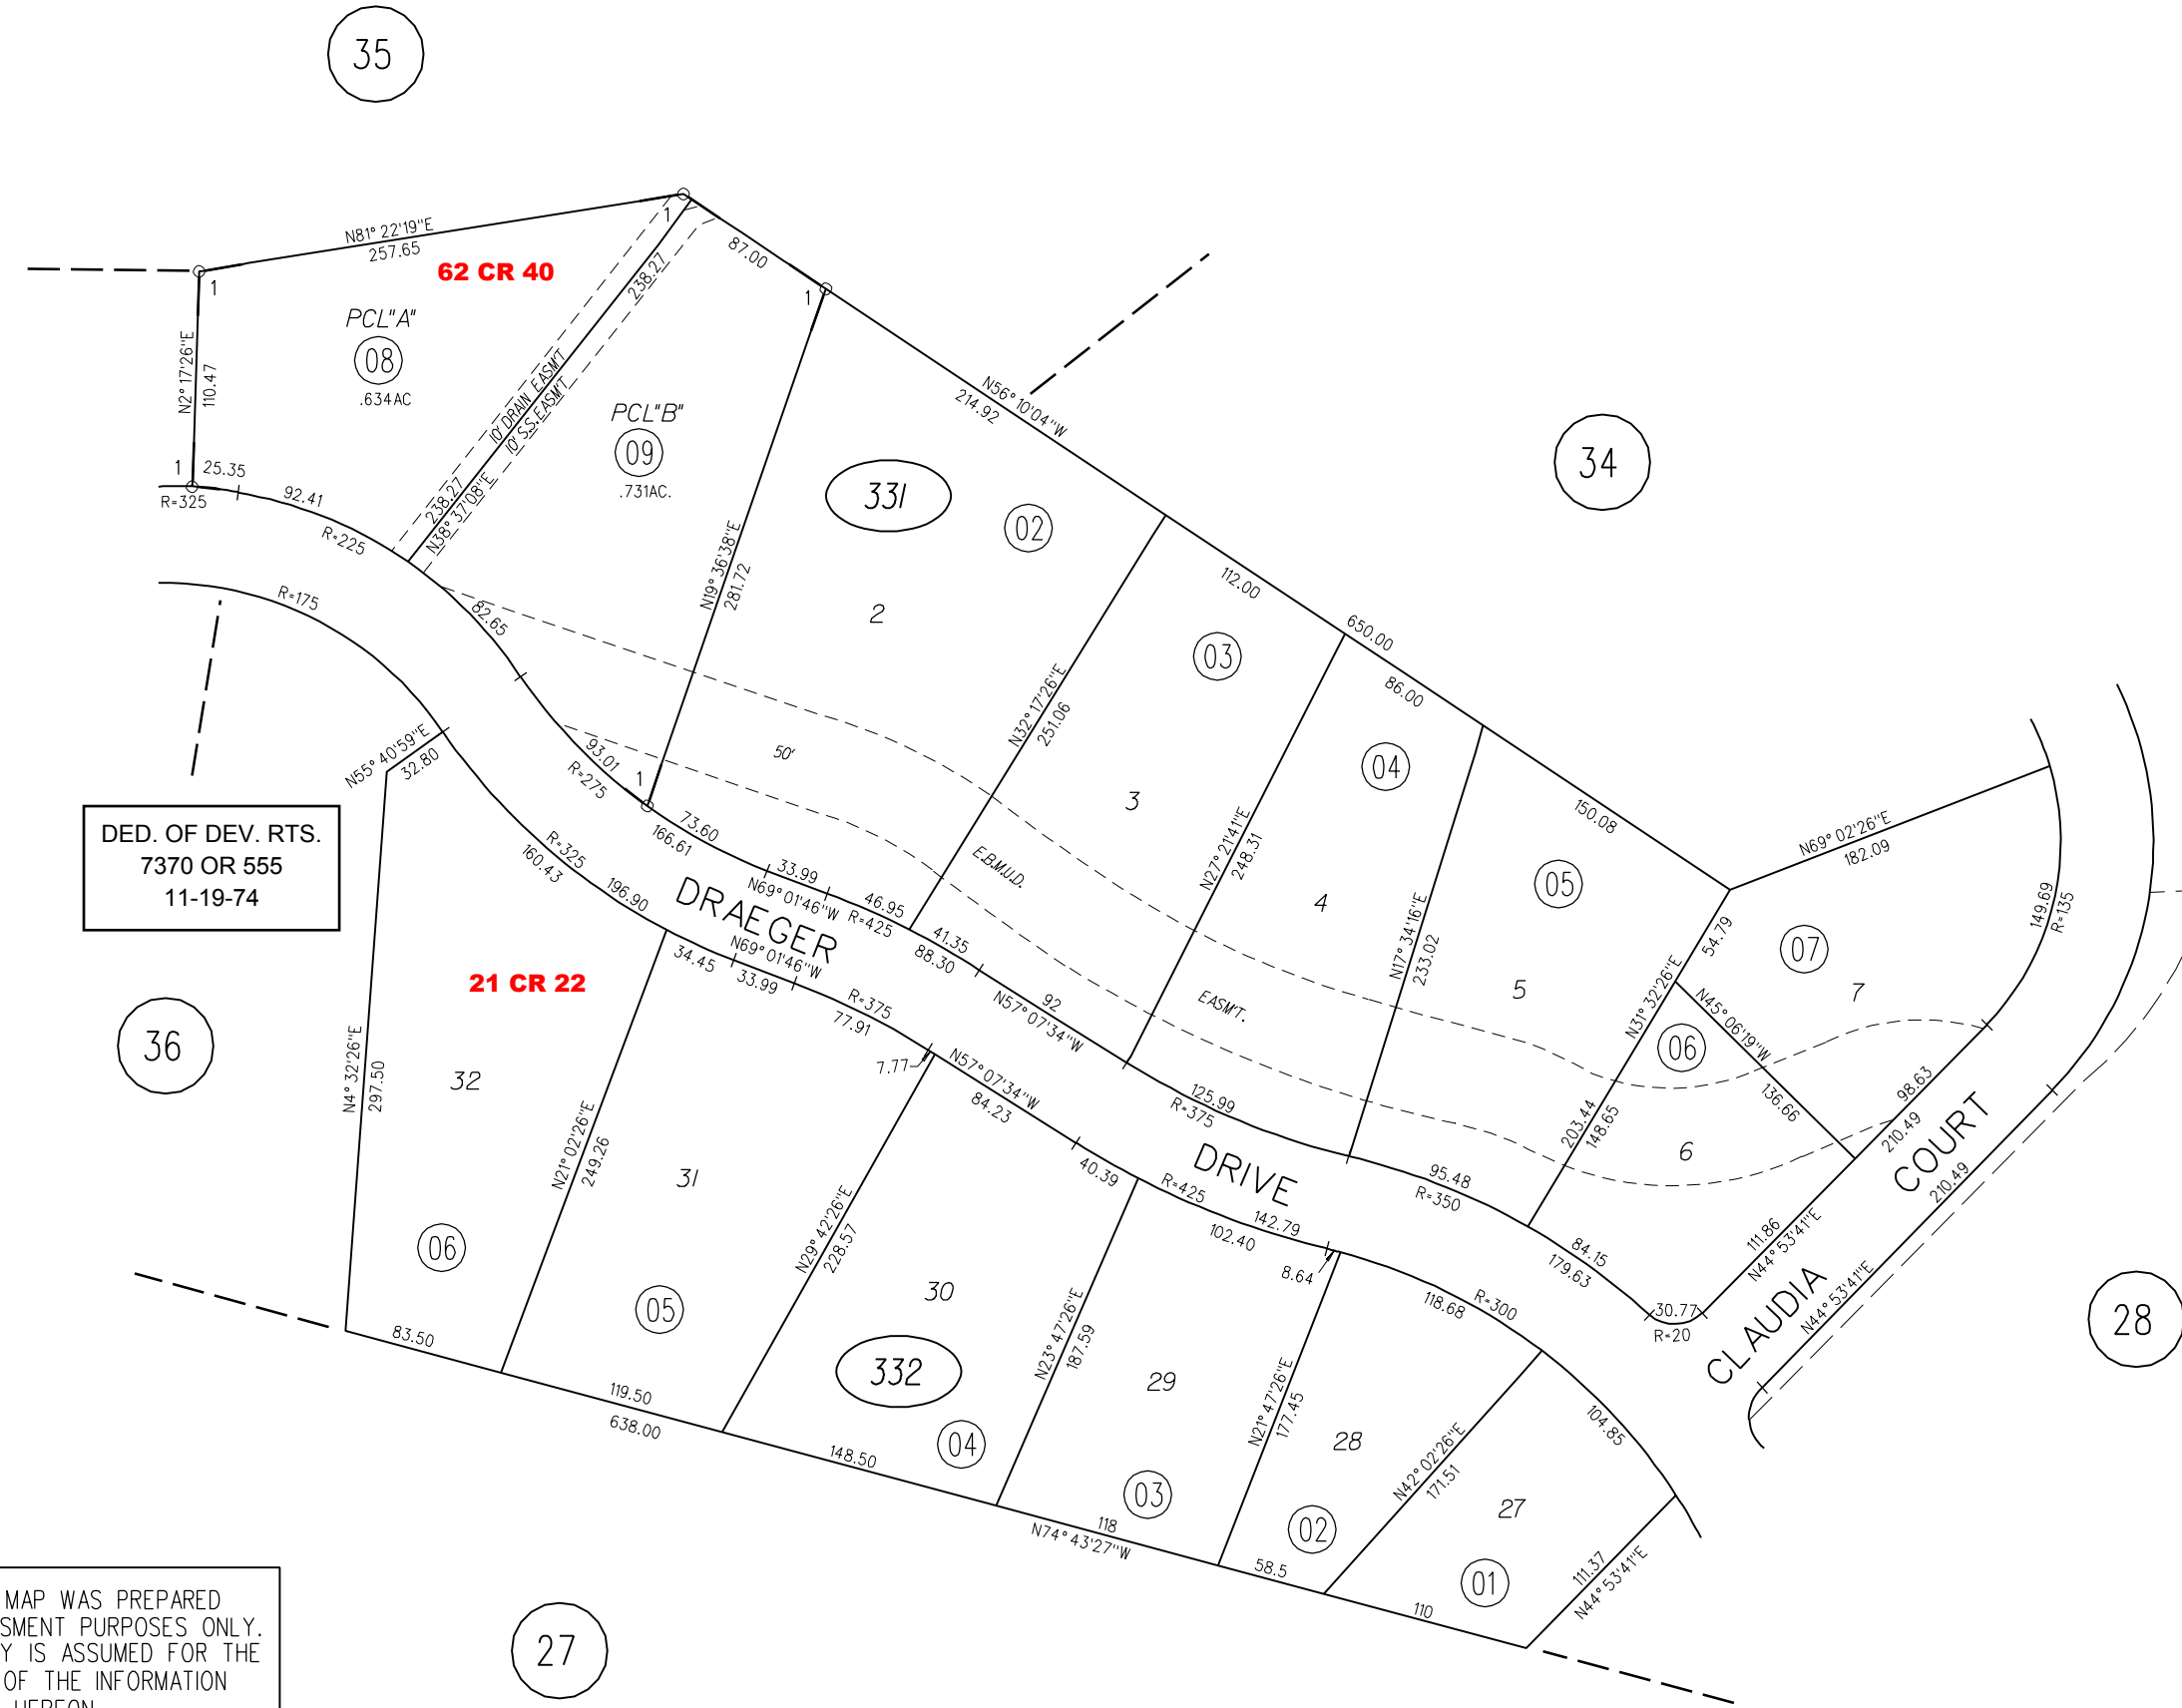 35
N81° 22'19"E
257.65
62 CR 40
1
1
87.00
1
238.27
PCL"A"
08
.634AC
N2° 17'26"E
110.47
10' DRAIN EASM'T
10' S.S. EASM'T
238.27
N38° 37'08"E
PCL"B"
09
.731AC.
N56° 10'04"W
214.92
34
331
02
1
25.35
R=325
92.41
R=225
R=175
82.65
N19° 36'38"E
281.72
2
112.00
650.00
86.00
03
N32° 17'26"E
251.06
50'
93.01
R=275
1
N55° 40'59"E
32.80
04
3
150.08
N69° 02'26"E
182.09
DED. OF DEV. RTS.
7370 OR 555
11-19-74
73.60
166.61
R=325
160.43
196.90
DRAEGER
33.99
N69° 01'46"W
46.95
R=425
E.B.M.U.D.
N27° 21'41"E
248.31
4
05
54.79
149.69
R=135
07
41.35
88.30
N17° 34'16"E
233.02
21 CR 22
34.45
N69° 01'46"W
33.99
R=375
77.91
92
N57° 07'34"W
EASM'T.
5
N31° 32'26"E
7
N45° 06'19"W
136.66
06
36
N4° 32'26"E
297.50
32
7.77
N57° 07'34"W
84.23
125.99
R=375
98.63
210.49
COURT
210.49
N21° 02'26"E
249.26
31
203.44
148.65
6
40.39
DRIVE
R=425
142.79
102.40
95.48
R=350
N29° 42'26"E
228.57
06
05
30
8.64
84.15
179.63
111.86
N44° 53'41"E
CLAUDIA
N44° 53'41"E
28
118.68
R=300
30.77
R=20
83.50
332
N23° 47'26"E
187.59
29
119.50
638.00
N21° 47'26"E
177.45
28
104.85
148.50
04
03
N42° 02'26"E
171.51
27
118
N74° 43'27"W
02
58.5
01
110
111.37
N44° 53'41"E
27
MAP WAS PREPARED
SMENT PURPOSES ONLY.
Y IS ASSUMED FOR THE
OF THE INFORMATION
HEREON